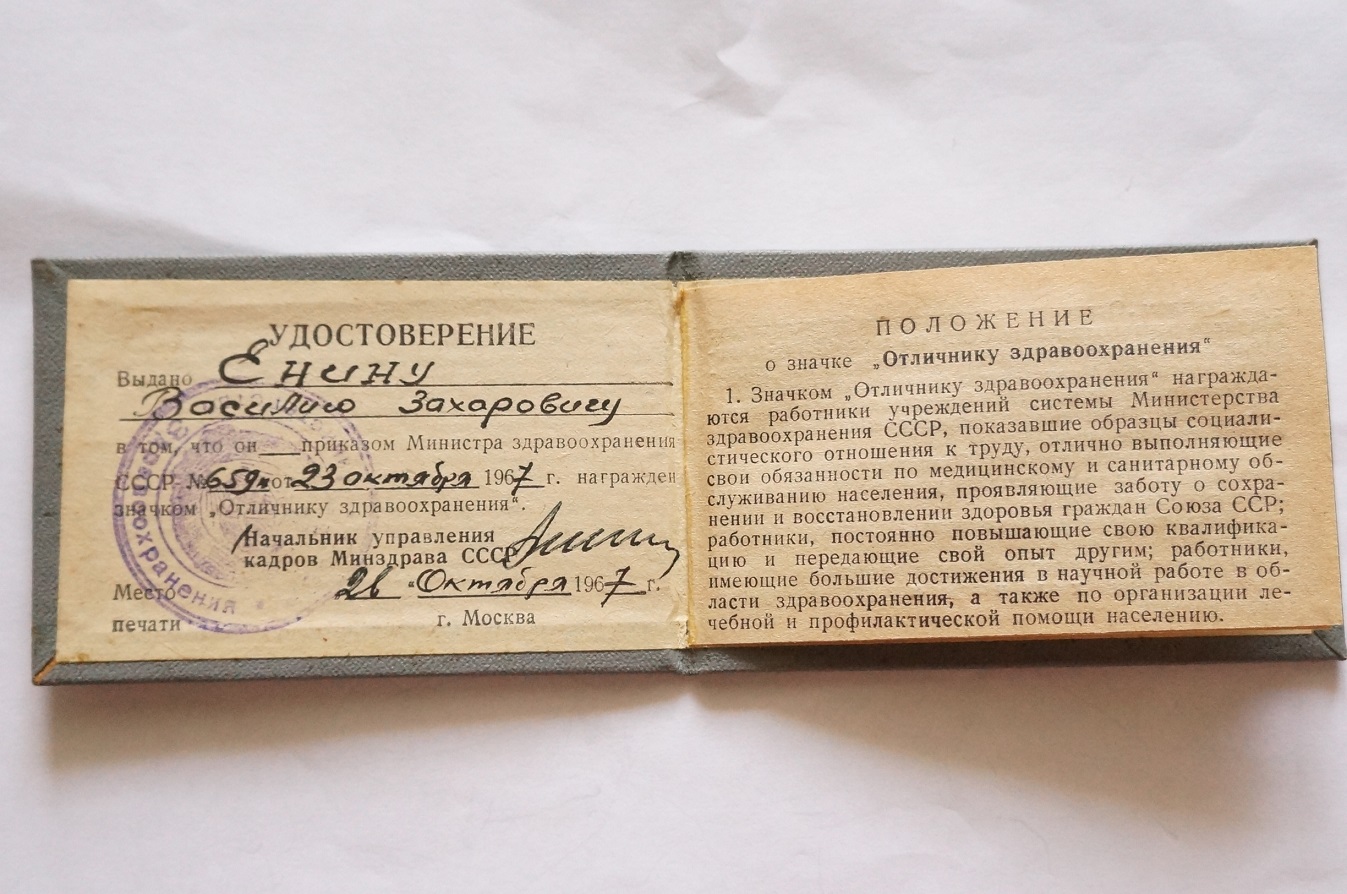 УДОСТОВЕРЕНИЕ
Выдано Енину
Василию Захаровичу
в том, что он приказом Министра здравоохранения
СССР № 659н от 23 октября 1967 г. награжден
значком „Отличнику здравоохранения“.
Начальник управления
кадров Минздрава СССР
Октября 1967 г.
Место
печати
г. Москва
охранения
ПОЛОЖЕНИЕ
о значке „Отличнику здравоохранения“
1. Значком „Отличнику здравоохранения“ награжда-
ются работники учреждений системы Министерства
здравоохранения СССР, показавшие образцы социали-
стического отношения к труду, отлично выполняющие
свои обязанности по медицинскому и санитарному об-
служиванию населения, проявляющие заботу о сохра-
нении и восстановлении здоровья граждан Союза ССР;
работники, постоянно повышающие свою квалифика-
цию и передающие свой опыт другим; работники,
имеющие большие достижения в научной работе в об-
ласти здравоохранения, а также по организации ле-
чебной и профилактической помощи населению.